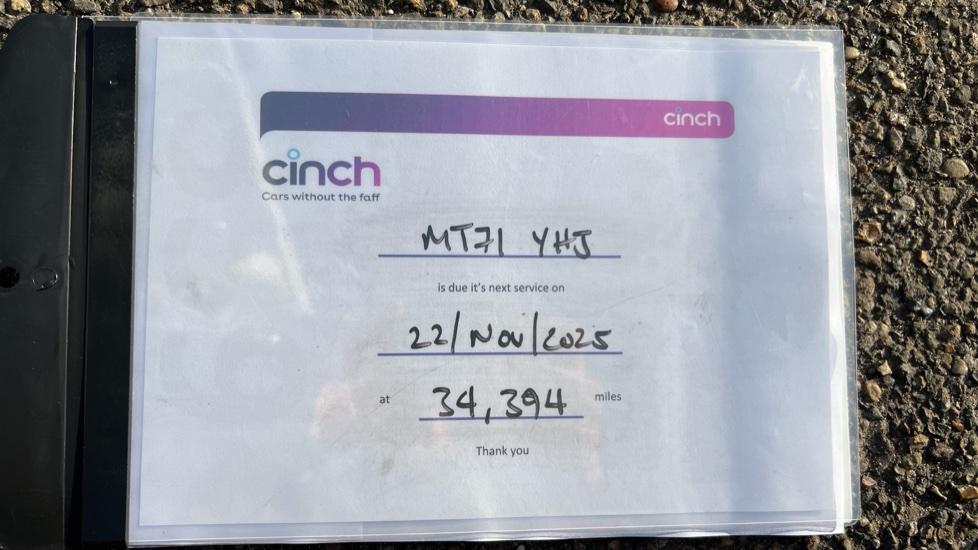 cinch
cinch
Cars without the faff
MT71 YHJ
is due it's next service on
22/Nov/2025
at 34,394 miles
Thank you